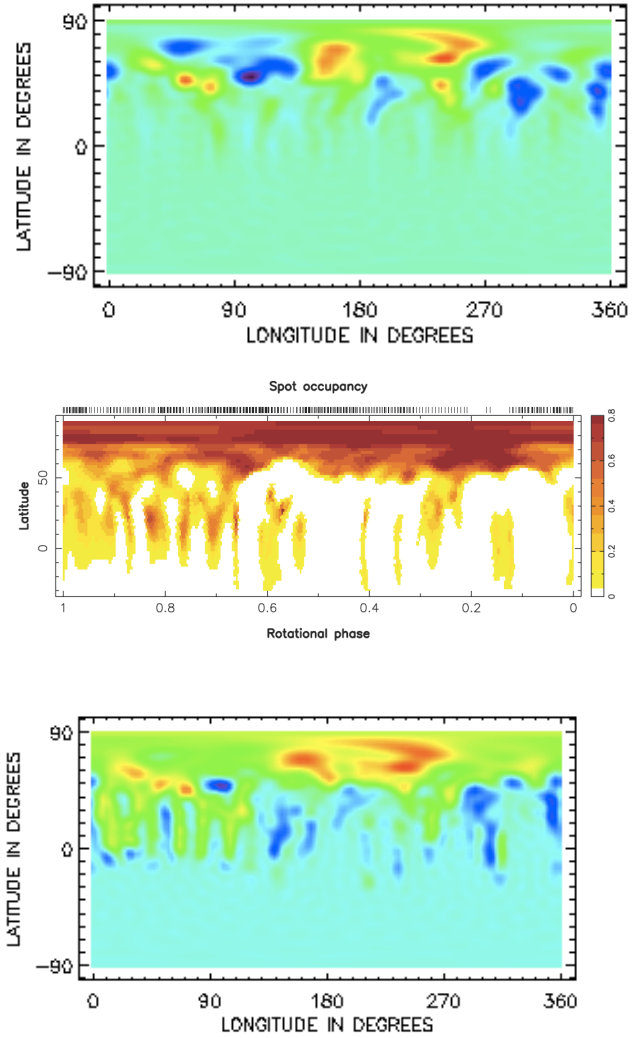 90
0
−90
LATITUDE IN DEGREES
0 90 180 270 360
LONGITUDE IN DEGREES
Spot occupancy
50
0
Latitude
0.8
0.6
0.4
0.2
0
1 0.8 0.6 0.4 0.2 0
Rotational phase
90
0
−90
LATITUDE IN DEGREES
0 90 180 270 360
LONGITUDE IN DEGREES